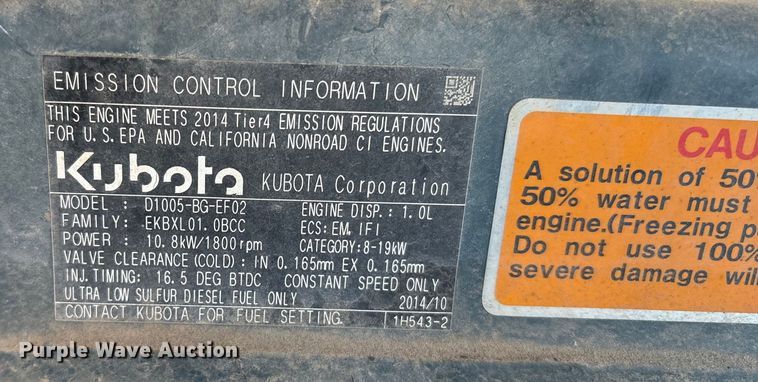 EMISSION CONTROL INFORMATION
THIS ENGINE MEETS 2014 Tier4 EMISSION REGULATIONS
FOR U.S.EPA AND CALIFORNIA NONROAD CI ENGINES.
Kubota KUBOTA Corporation
MODEL : D1005-BG-EF02 ENGINE DISP.: 1.0L
FAMILY: EKBXL01.0BCC ECS: EM, IFI
POWER : 10.8kW/1800rpm CATEGORY:8-19kW
VALVE CLEARANCE (COLD) : IN 0.165mm EX 0.165mm
INJ.TIMING: 16.5 DEG BTDC CONSTANT SPEED ONLY
ULTRA LOW SULFUR DIESEL FUEL ONLY 2014/10
CONTACT KUBOTA FOR FUEL SETTING. 1H543-2
CAU
A solution of 50
50% water must
engine.(Freezing p
Do not use 100%
severe damage wil
Purple Wave Auction